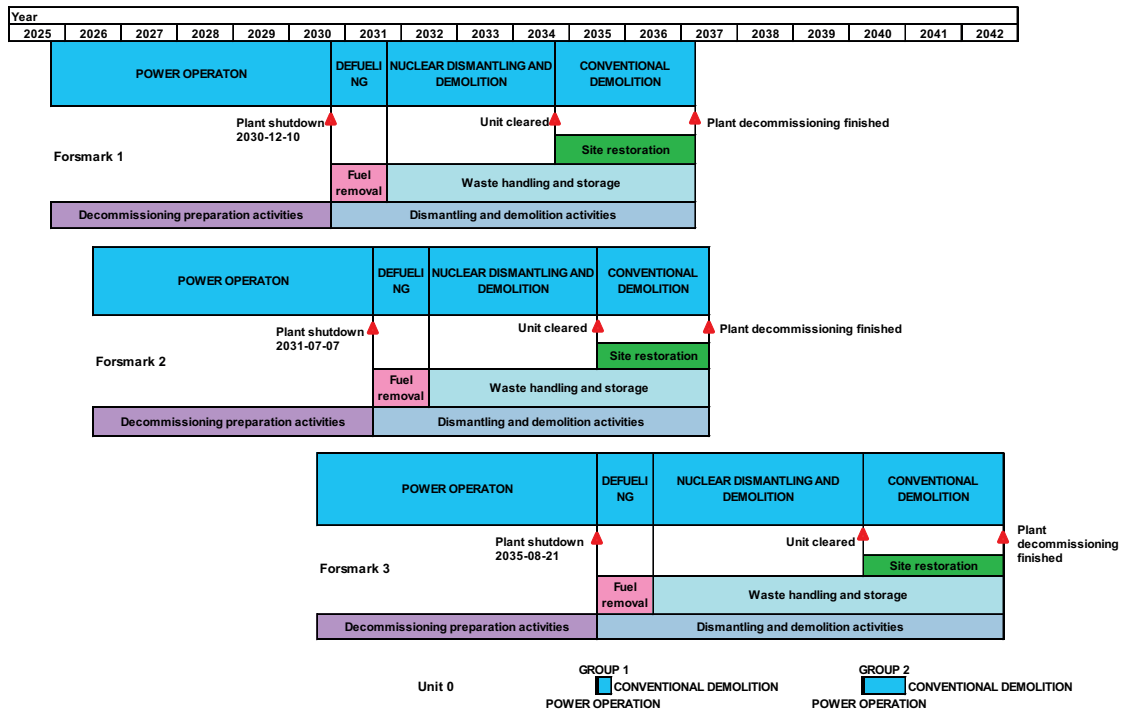 Year
2025 2026 2027 2028 2029 2030 2031 2032 2033 2034 2035 2036 2037 2038 2039 2040 2041 2042
POWER OPERATON
DEFUELI
NG
NUCLEAR DISMANTLING AND
DEMOLITION
CONVENTIONAL
DEMOLITION
Plant shutdown
2030-12-10
Unit cleared
Plant decommissioning finished
Forsmark 1
Site restoration
Fuel
removal
Waste handling and storage
Decommissioning preparation activities
Dismantling and demolition activities
POWER OPERATON
DEFUELI
NG
NUCLEAR DISMANTLING AND
DEMOLITION
CONVENTIONAL
DEMOLITION
Plant shutdown
2031-07-07
Unit cleared
Plant decommissioning finished
Forsmark 2
Site restoration
Fuel
removal
Waste handling and storage
Decommissioning preparation activities
Dismantling and demolition activities
POWER OPERATON
DEFUELI
NG
NUCLEAR DISMANTLING AND
DEMOLITION
CONVENTIONAL
DEMOLITION
Plant shutdown
2035-08-21
Unit cleared
Plant
decommissioning
finished
Forsmark 3
Site restoration
Fuel
removal
Waste handling and storage
Decommissioning preparation activities
Dismantling and demolition activities
Unit 0
GROUP 1
CONVENTIONAL DEMOLITION
POWER OPERATION
GROUP 2
CONVENTIONAL DEMOLITION
POWER OPERATION